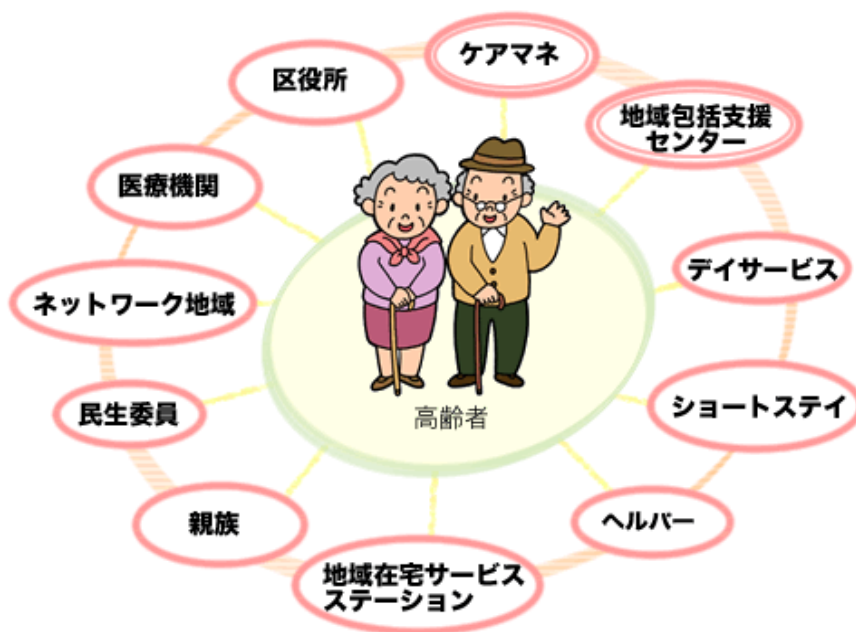 ケアマネ
区役所
地域包括支援
センター
医療機関
デイサービス
ネットワーク地域
ショートステイ
民生委員
高齢者
親族
ヘルパー
地域在宅サービス
ステーション